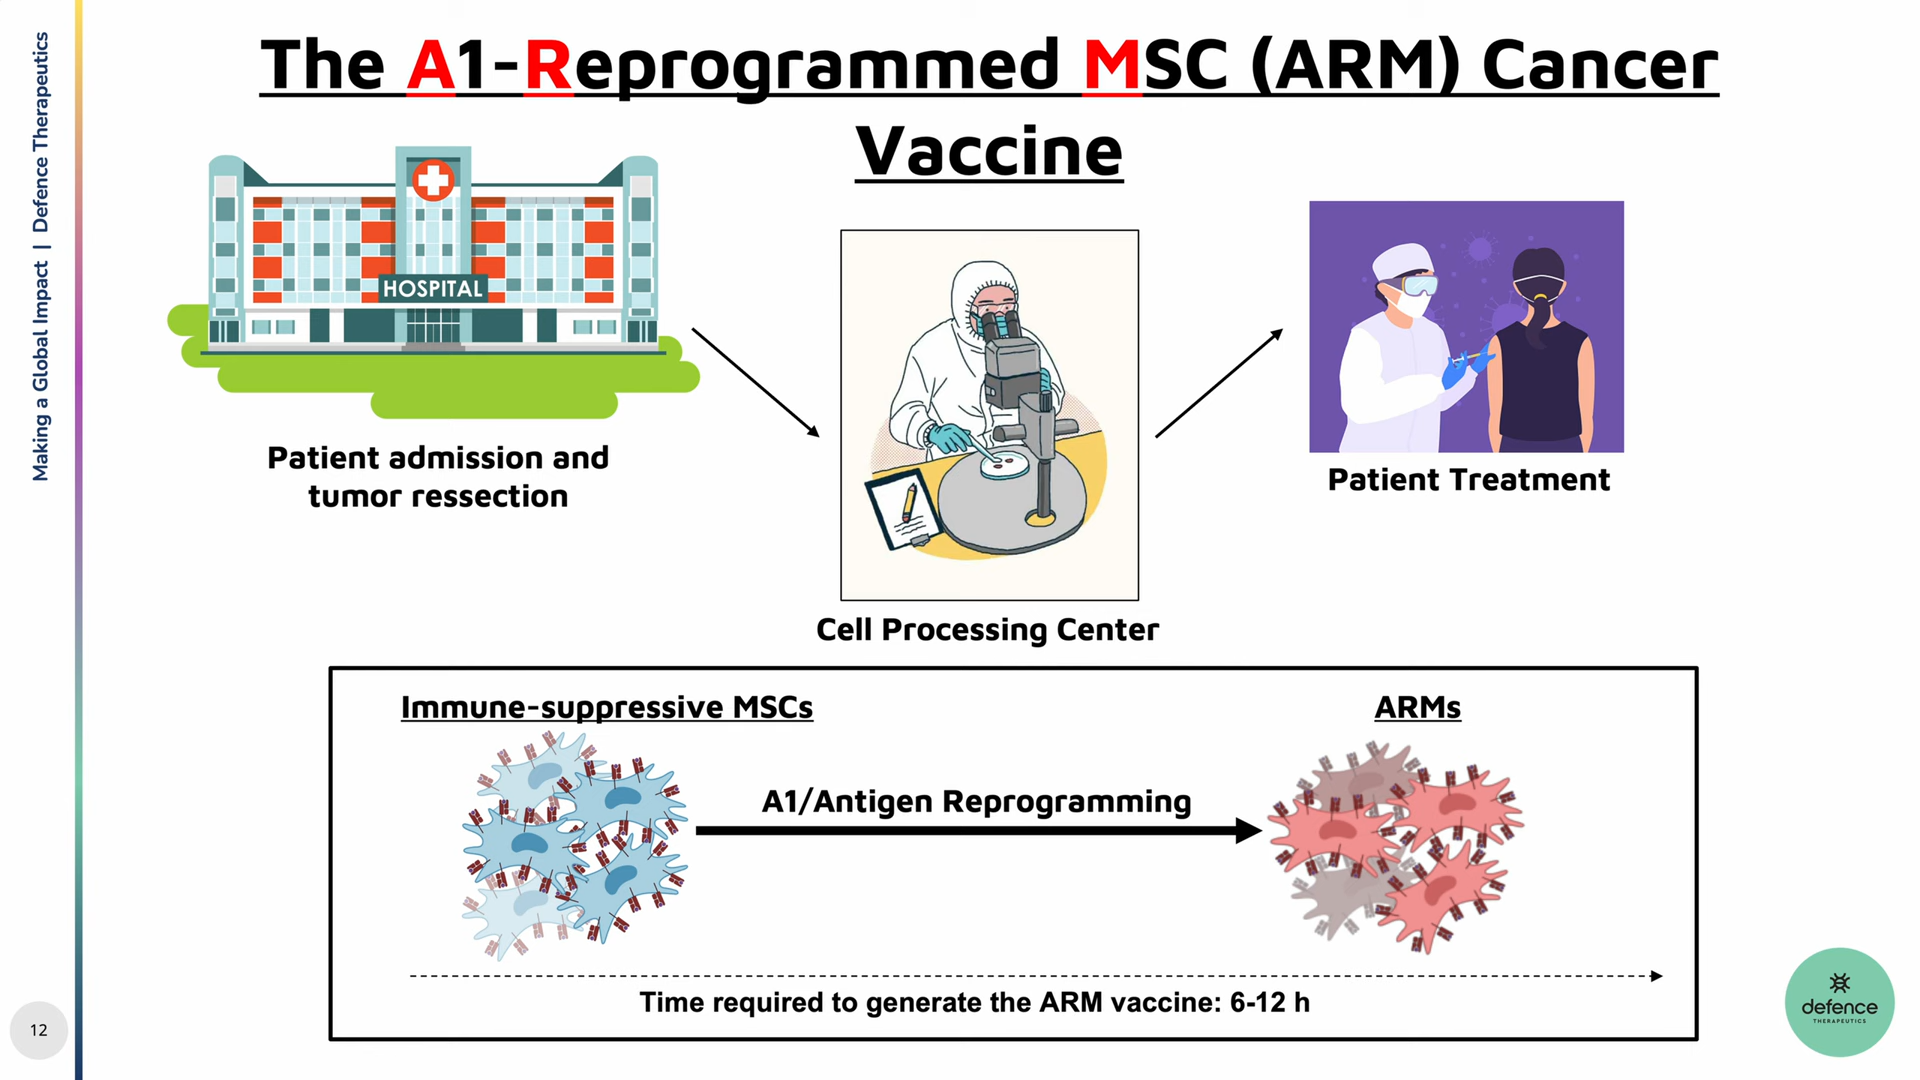 The A1-Reprogrammed MSC (ARM) Cancer
Vaccine
Making a Global Impact | Defence Therapeutics
HOSPITAL
Patient admission and
tumor ressection
Cell Processing Center
Patient Treatment
Immune-suppressive MSCs
ARMs
A1/Antigen Reprogramming
Time required to generate the ARM vaccine: 6-12 h
12
defence
THERAPEUTICS